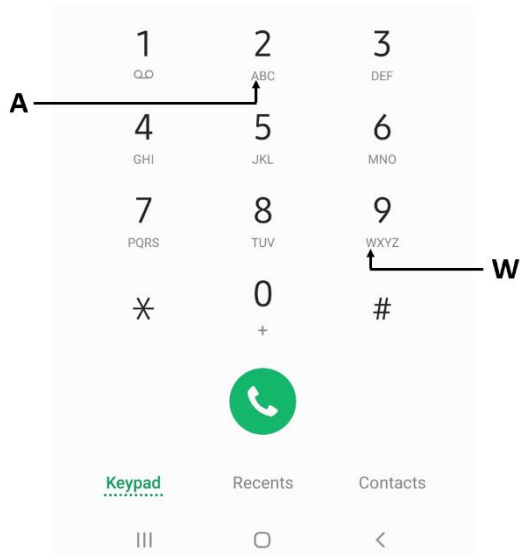 1 2 3
ABC DEF
A
4 5 6
GHI JKL MNO
7 8 9
PQRS TUV WXYZ
W
* 0 #
+
Keypad Recents Contacts